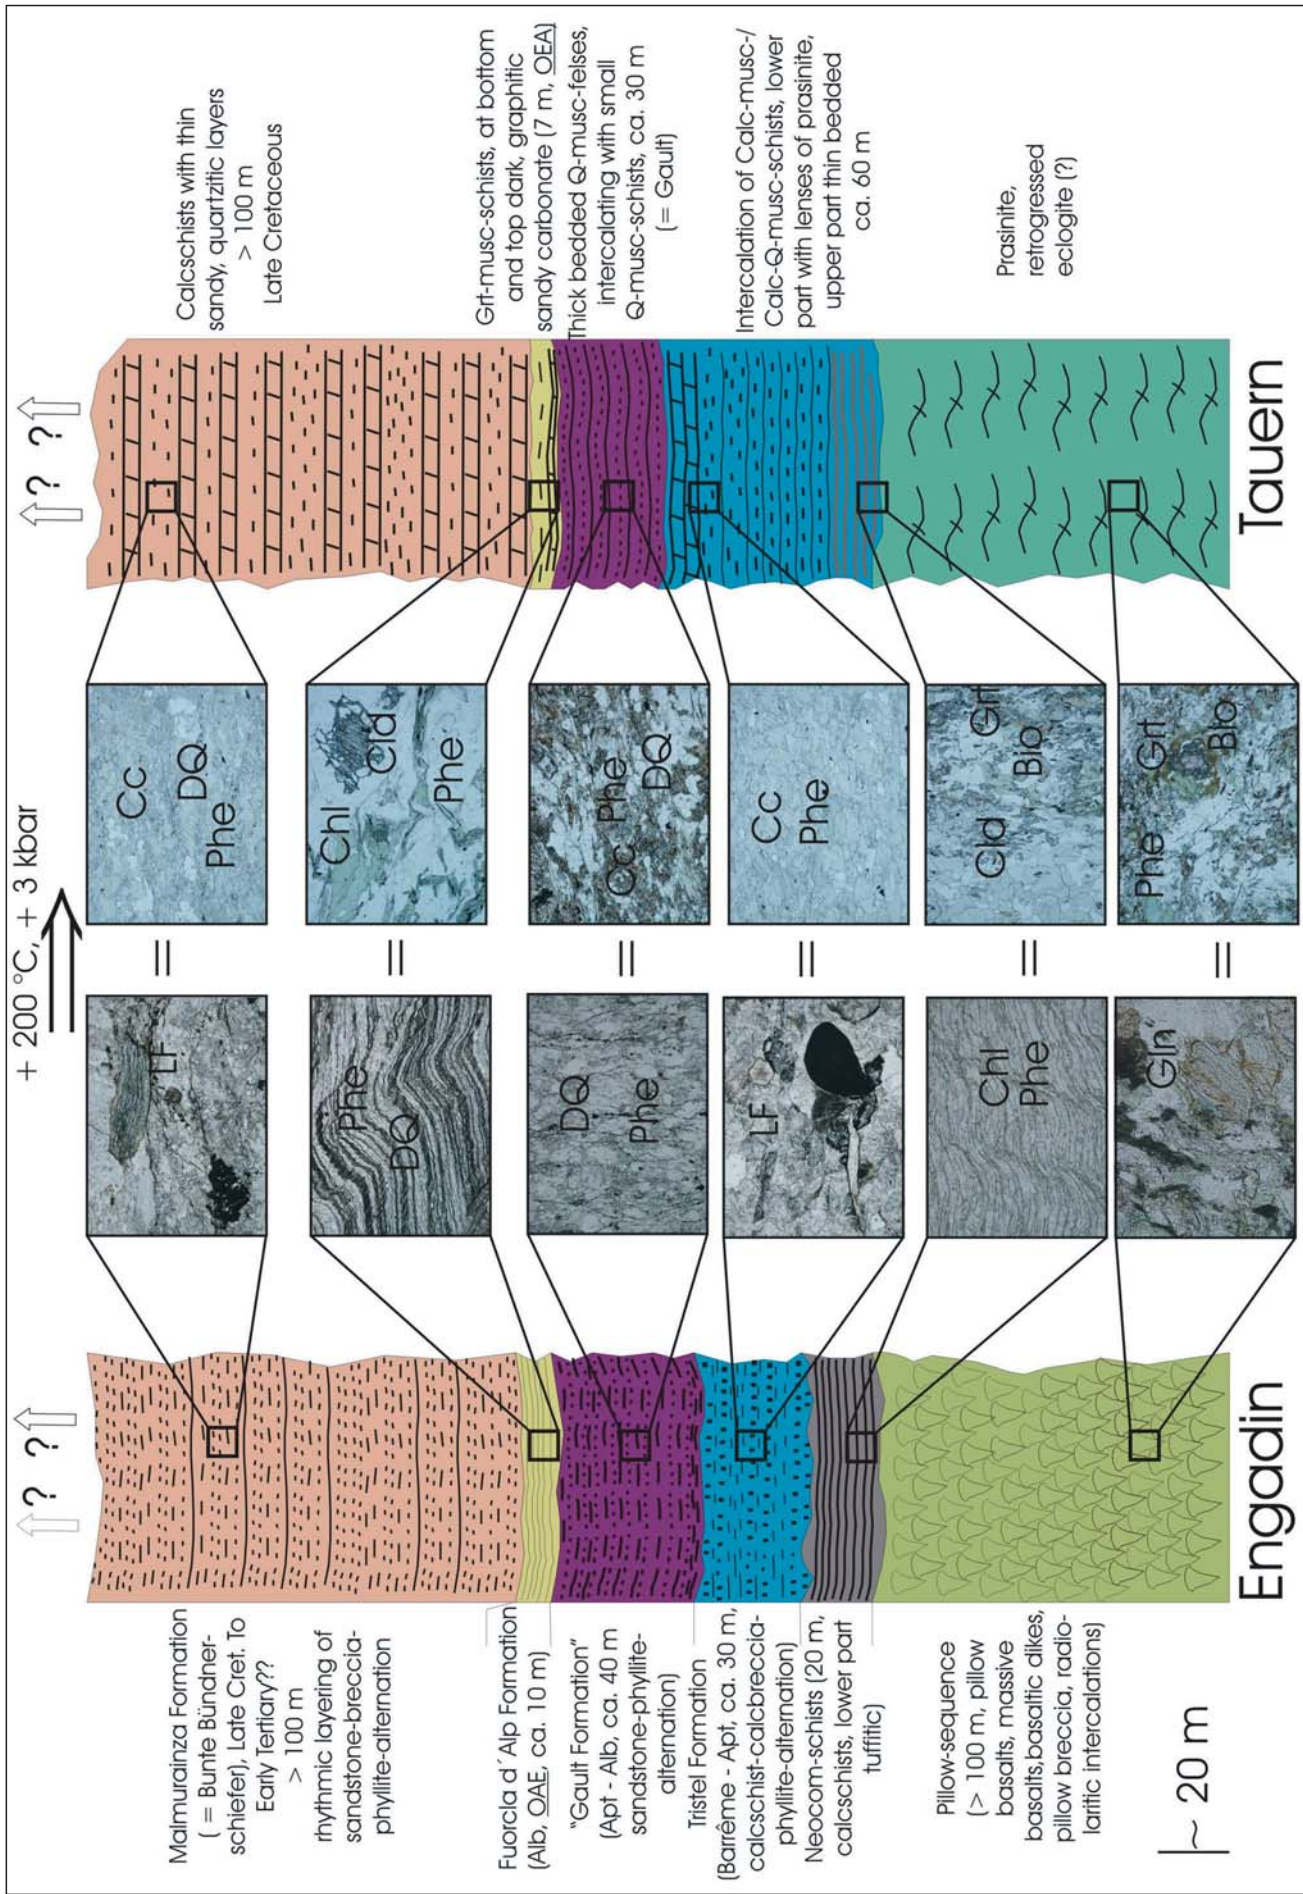 Malmurainza Formation
( = Bunte Bündner-
schiefer), Late Cret. To
Early Tertiary??
> 100 m
rhythmic layering of
sandstone-breccia-
phyllite-alternation
Fuorcla d´ Alp Formation
(Alb, OAE, ca. 10 m)
"Gault Formation"
(Apt - Alb, ca. 40 m
sandstone-phyllite-
alternation)
Tristel Formation
(Barrême - Apt, ca. 30 m,
calcschist-calcbreccia-
phyllite-alternation)
Neocom-schists (20 m,
calcschists, lower part
tuffitic)
Pillow-sequence
(> 100 m, pillow
basalts, massive
basalts,basaltic dikes,
pillow breccia, radio-
laritic intercalations)
~ 20 m
? ?
Engadin
+ 200 °C, + 3 kbar
LF
=
Cc
DQ
Phe
Phe
DQ
=
Chl
Cld
Phe
DQ
Phe
=
Cc Phe
DQ
LF
=
Cc
Phe
Chl
Phe
=
Cld
Grt
Bio
Gln
=
Phe Grt
Bio
? ?
Tauern
Calcschists with thin
sandy, quartzitic layers
> 100 m
Late Cretaceous
Grt-musc-schists, at bottom
and top dark, graphitic
sandy carbonate (7 m, OEA)
Thick bedded Q-musc-felses,
intercalating with small
Q-musc-schists, ca. 30 m
(= Gault)
Intercalation of Calc-musc-/
Calc-Q-musc-schists, lower
part with lenses of prasinite,
upper part thin bedded
ca. 60 m
Prasinite,
retrogressed
eclogite (?)